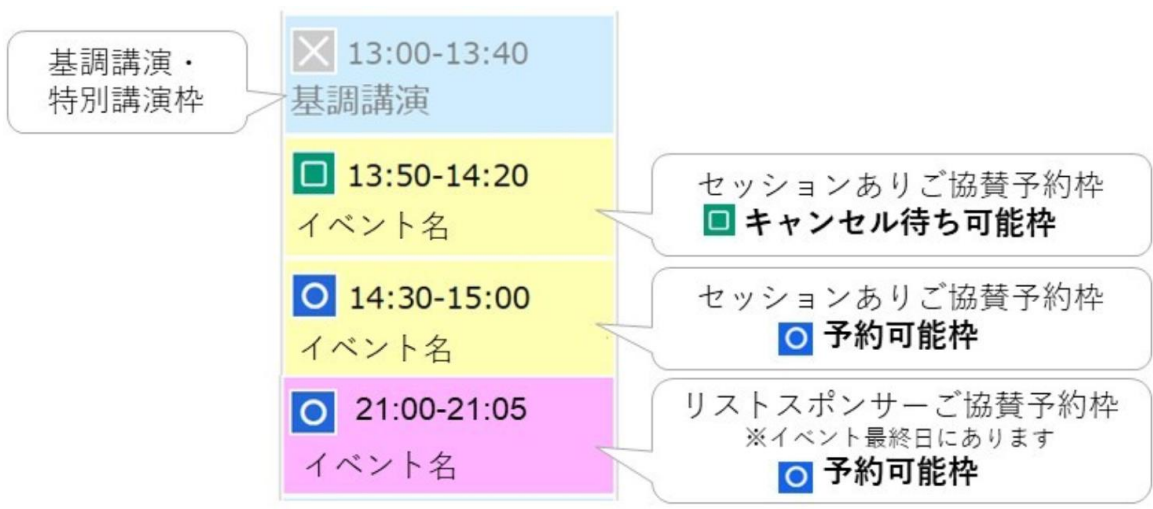 基調講演・
特別講演枠
13:00-13:40
基調講演
13:50-14:20
イベント名
セッションありご協賛予約枠
キャンセル待ち可能枠
14:30-15:00
イベント名
セッションありご協賛予約枠
予約可能枠
21:00-21:05
イベント名
リストスポンサーご協賛予約枠
※イベント最終日にあります
予約可能枠